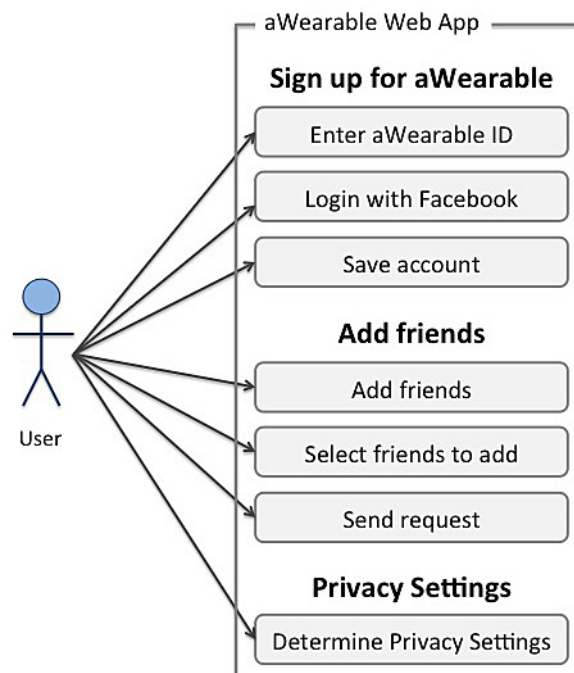 aWearable Web App
Sign up for aWearable
Enter aWearable ID
Login with Facebook
Save account
Add friends
Add friends
User
Select friends to add
Send request
Privacy Settings
Determine Privacy Settings